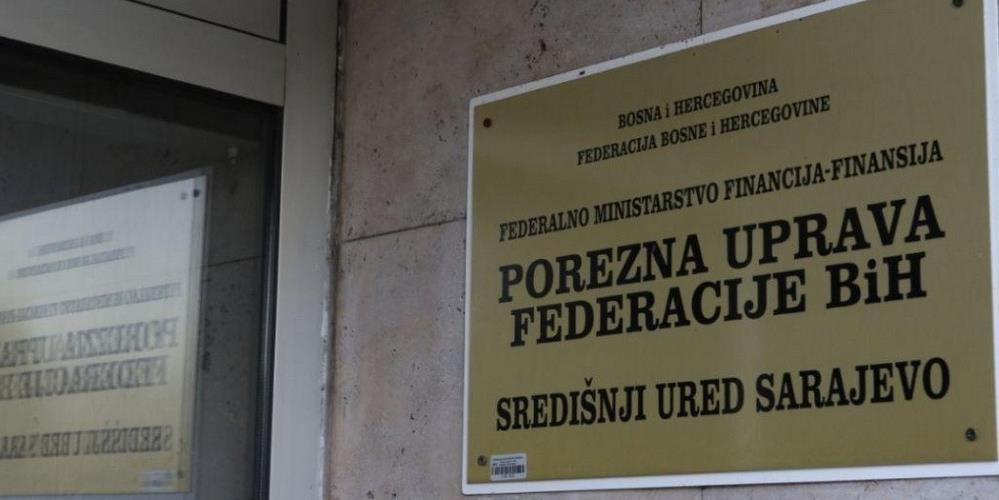 BOSNA i HERCEGOVINA
FEDERACIJA BOSNE i HERCEGOVINE
FEDERALNO MINISTARSTVO FINANCIJA-FINANSIJA
POREZNA UPRAVA
FEDERACIJE BiH
SREDIŠNJI URED SARAJEVO